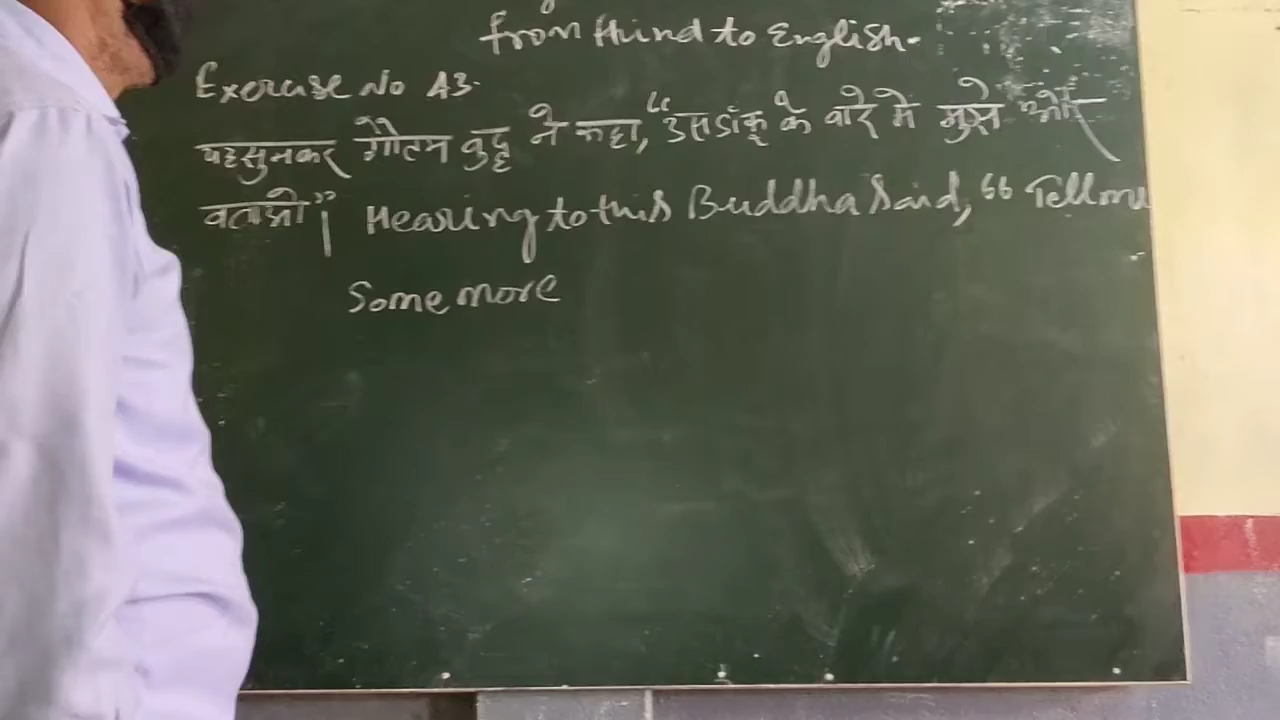 from Hind to English.
Exercise No 43.
यह सुनकर गौतम बुद्ध ने कहा, “उस डाकू के बारे में मुझे और
बताओ”। Hearing to this Buddha Said, “Tell me
Some more